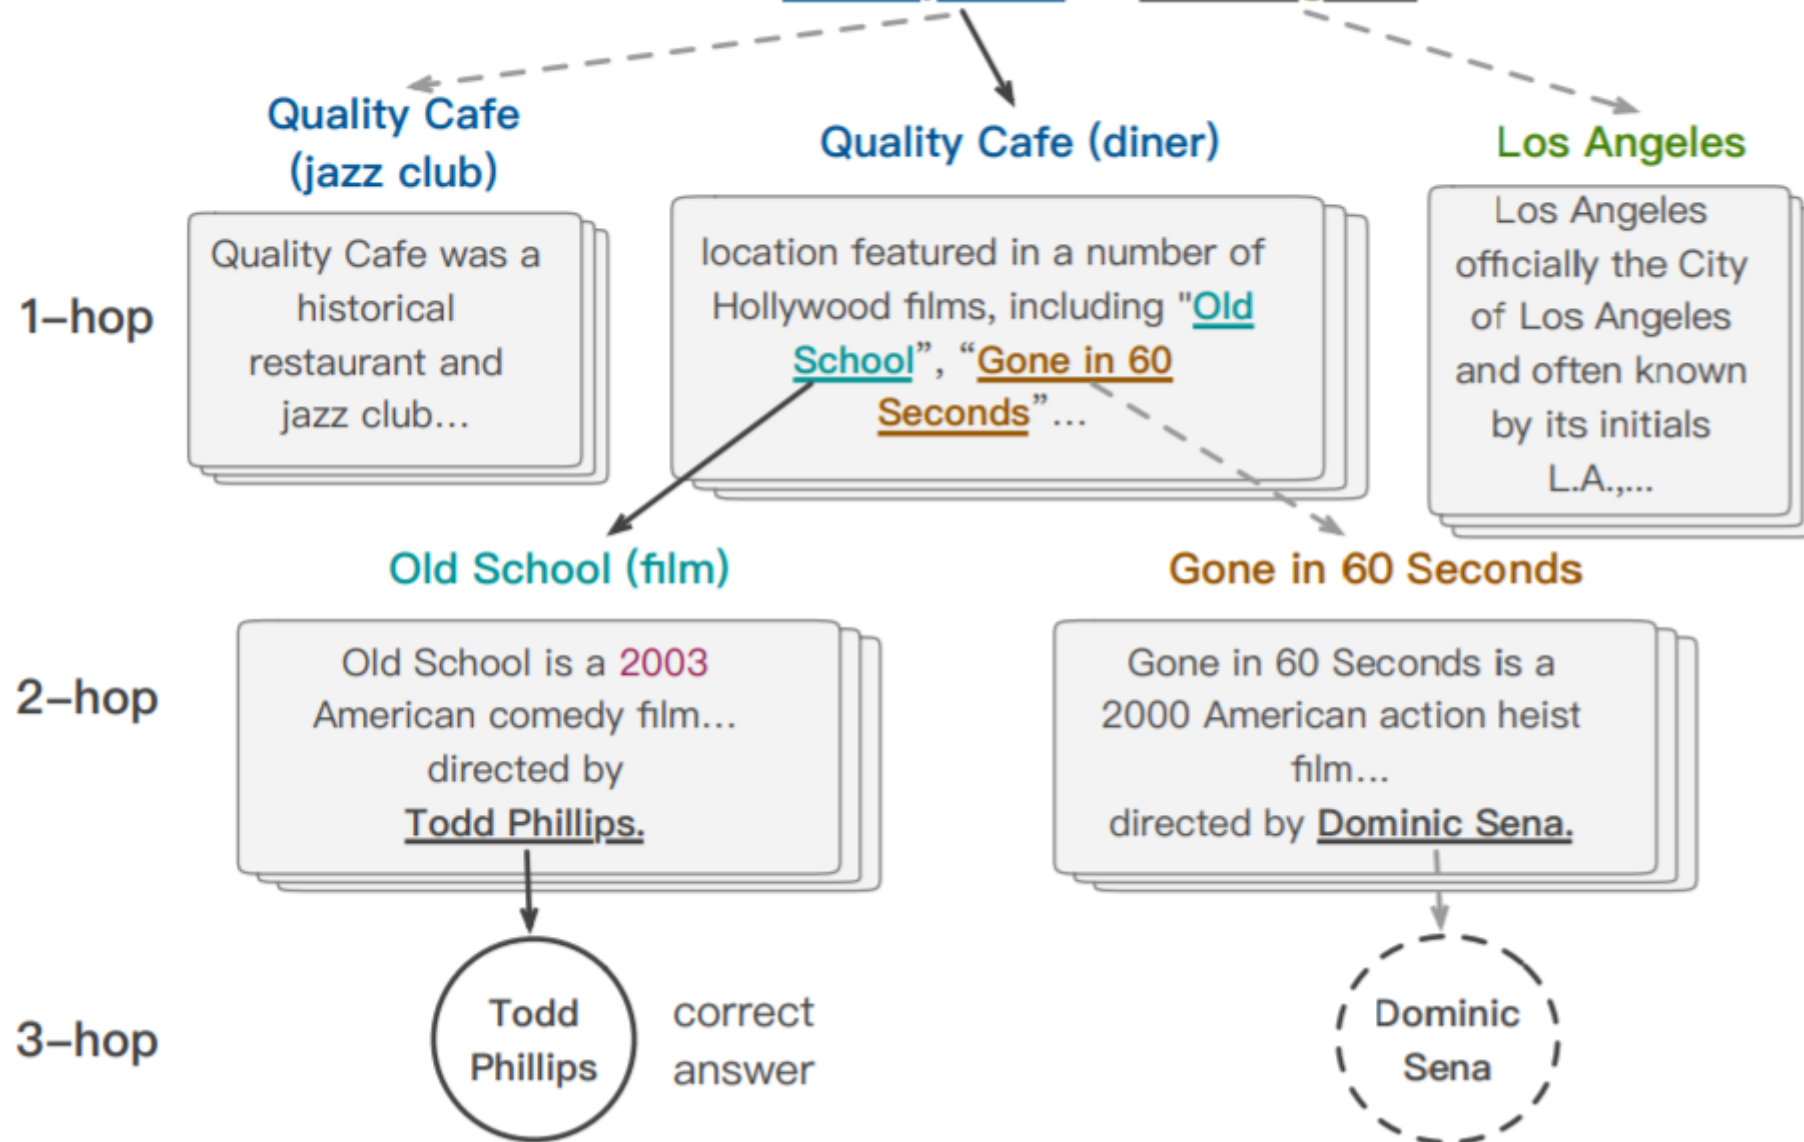 Quality Cafe
(jazz club)
Quality Cafe (diner)
Los Angeles
1–hop
Quality Cafe was a
historical
restaurant and
jazz club...
location featured in a number of
Hollywood films, including "Old
School”, “Gone in 60
Seconds”...
Los Angeles
officially the City
of Los Angeles
and often known
by its initials
L.A.,...
Old School (film)
Gone in 60 Seconds
2–hop
Old School is a 2003
American comedy film...
directed by
Todd Phillips.
Gone in 60 Seconds is a
2000 American action heist
film...
directed by Dominic Sena.
3–hop
Todd
Phillips
correct
answer
Dominic
Sena